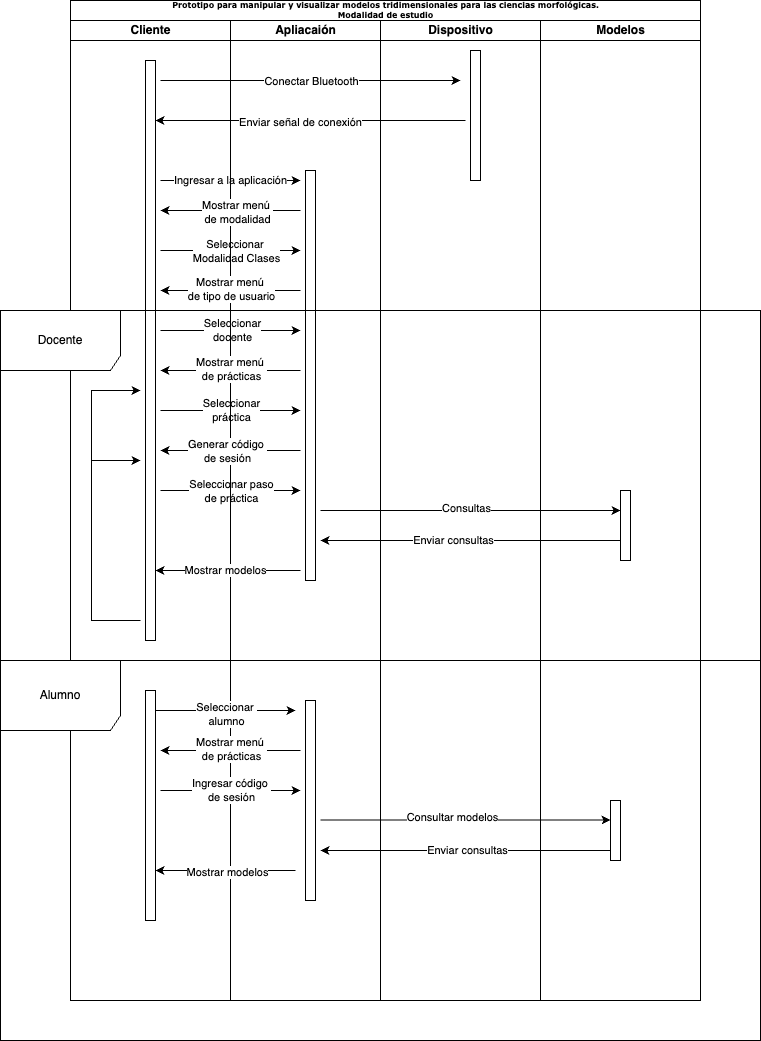 Prototipo para manipular y visualizar modelos tridimensionales para las ciencias morfológicas.
Modalidad de estudio
Cliente
Apliacaión
Dispositivo
Modelos
Conectar Bluetooth
Enviar señal de conexión
Ingresar a la aplicación
Mostrar menú
de modalidad
Seleccionar
Modalidad Clases
Mostrar menú
de tipo de usuario
Docente
Seleccionar
docente
Mostrar menú
de prácticas
Seleccionar
práctica
Generar código
de sesión
Seleccionar paso
de práctica
Consultas
Enviar consultas
Mostrar modelos
Alumno
Seleccionar
alumno
Mostrar menú
de prácticas
Ingresar código
de sesión
Consultar modelos
Enviar consultas
Mostrar modelos